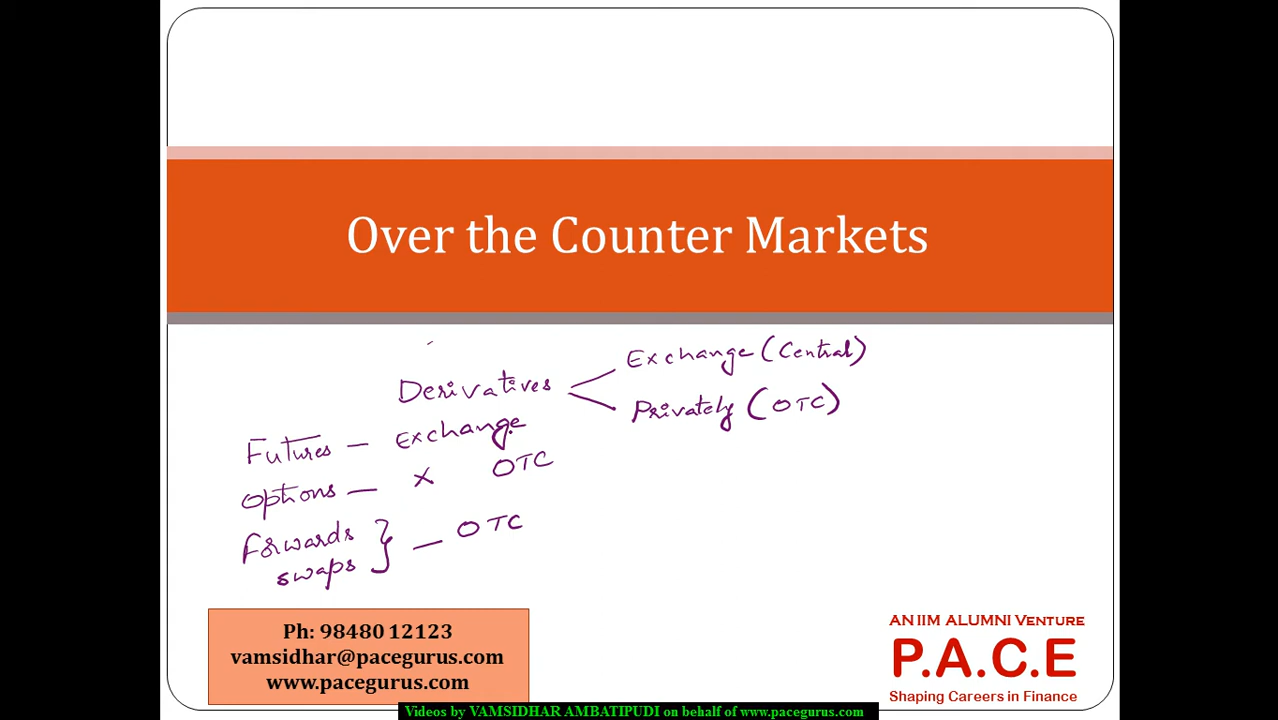 Over the Counter Markets
Derivatives
Exchange (Central)
Privately (OTC)
Futures - Exchange
Options - X OTC
Forwards
swaps } - OTC
Ph: 98480 12123
vamsidhar@pacegurus.com
www.pacegurus.com
AN IIM ALUMNI VENTURE
P.A.C.E
Shaping Careers in Finance
Videos by VAMSIDHAR AMBATIPUDI on behalf of www.pacegurus.com